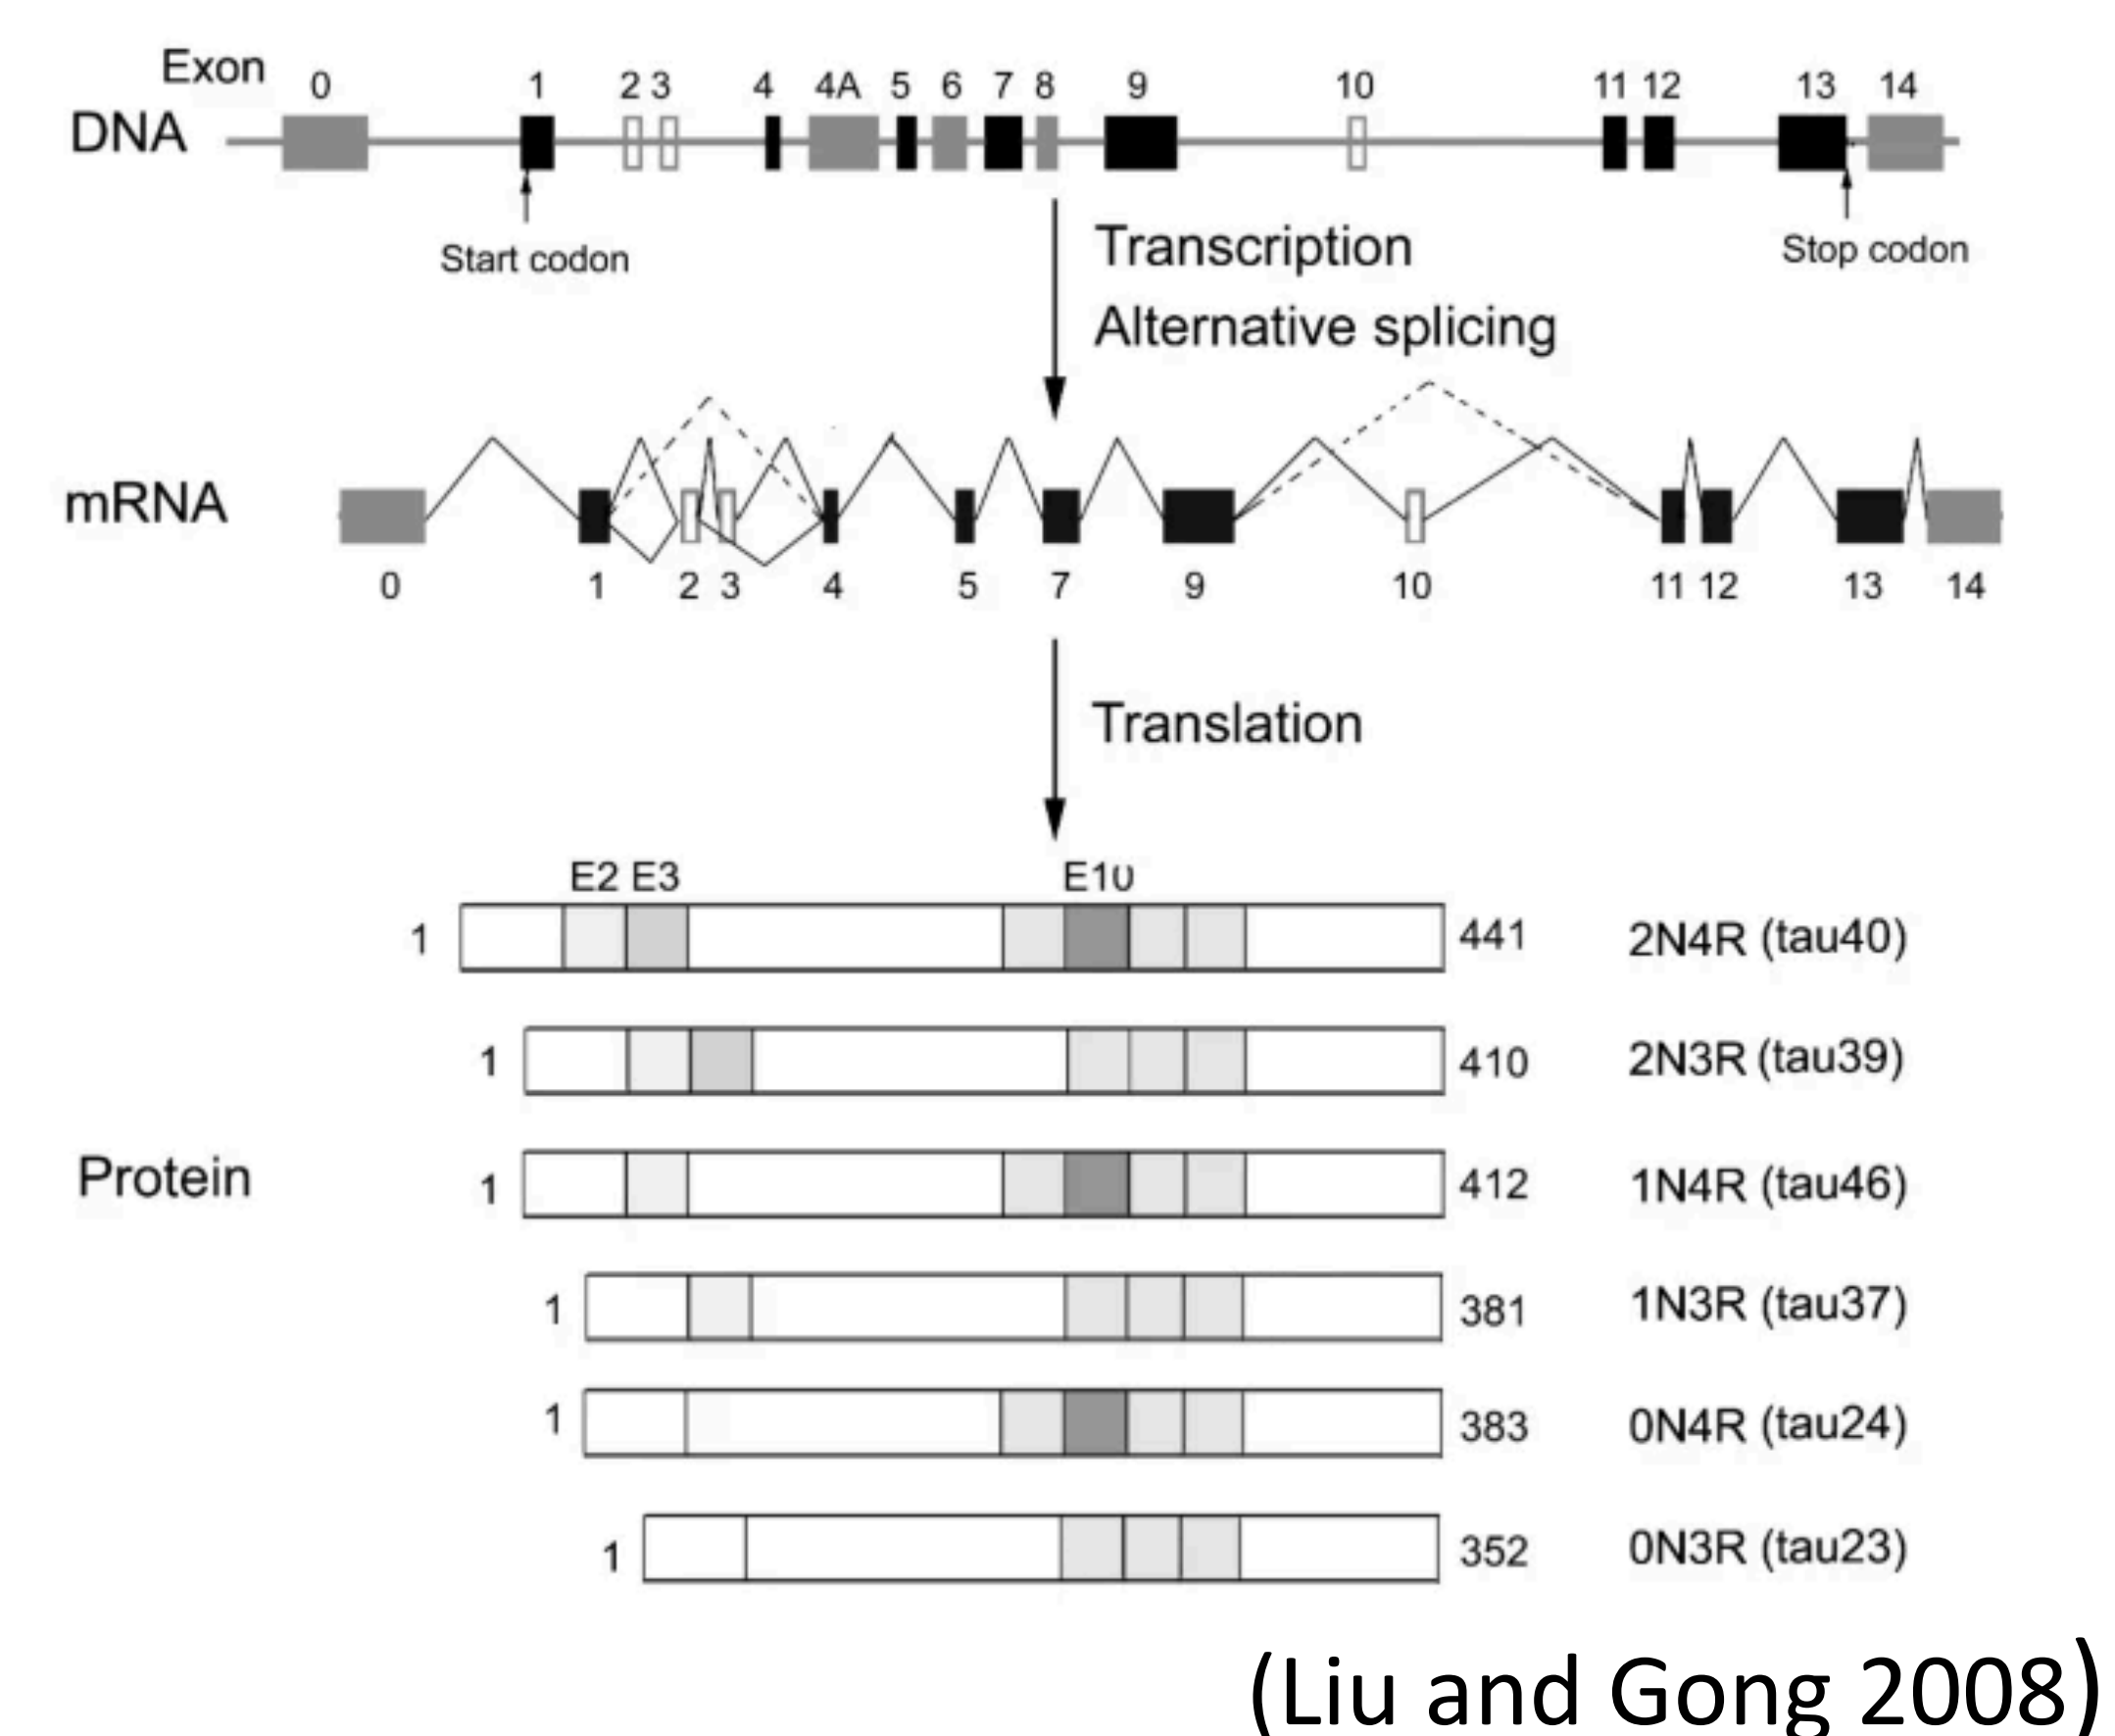 Exon
0 1 2 3 4 4A 5 6 7 8 9 10 11 12 13 14
DNA
Start codon
Stop codon
Transcription
Alternative splicing
mRNA
0 1 2 3 4 5 7 9 10 11 12 13 14
Translation
E2 E3 E10
1 441 2N4R (tau40)
1 410 2N3R (tau39)
Protein
1 412 1N4R (tau46)
1 381 1N3R (tau37)
1 383 0N4R (tau24)
1 352 0N3R (tau23)
(Liu and Gong 2008)